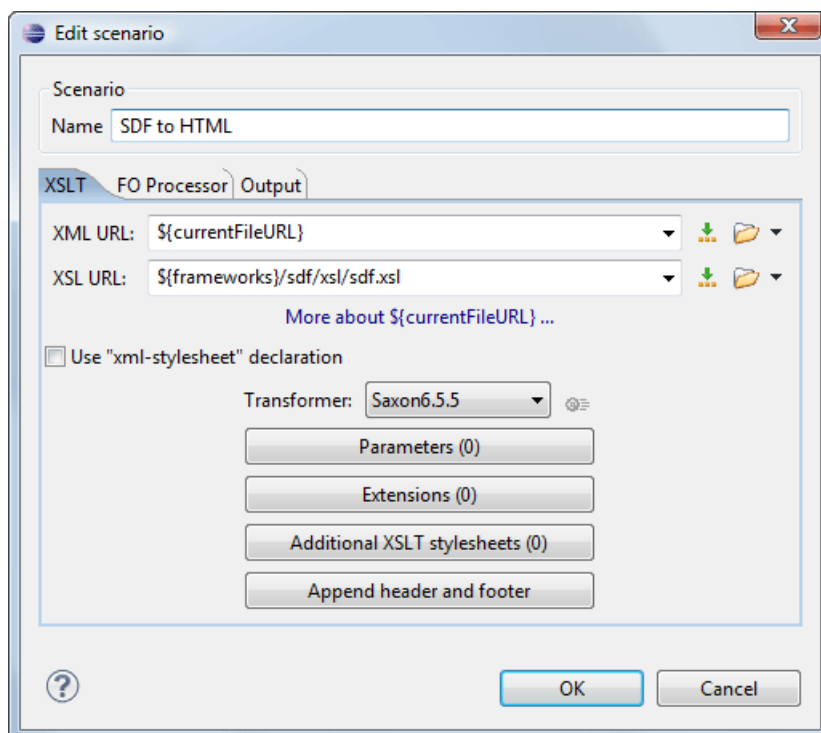 Edit scenario
Scenario
Name SDF to HTML
XSLT FO Processor Output
XML URL: ${currentFileURL}
XSL URL: ${frameworks}/sdf/xsl/sdf.xsl
More about ${currentFileURL} ...
Use "xml-stylesheet" declaration
Transformer: Saxon6.5.5
Parameters (0)
Extensions (0)
Additional XSLT stylesheets (0)
Append header and footer
? OK Cancel